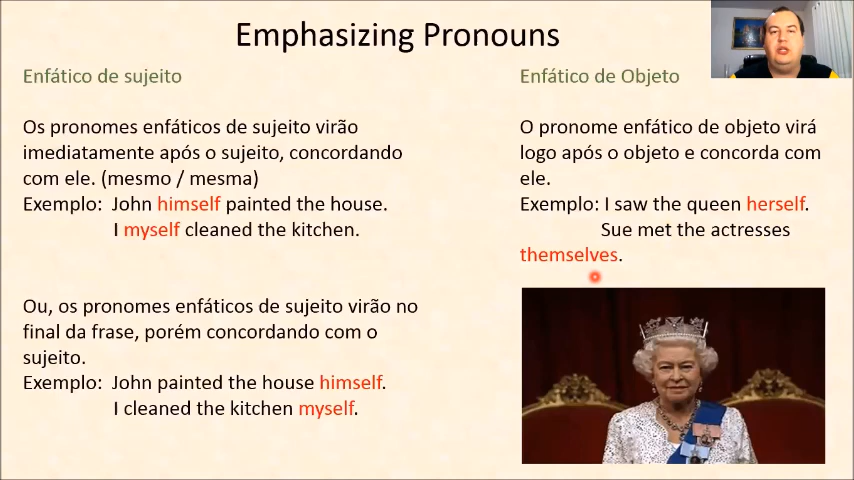 Emphasizing Pronouns
Enfático de sujeito
Os pronomes enfáticos de sujeito virão
imediatamente após o sujeito, concordando
com ele. (mesmo / mesma)
Exemplo: John himself painted the house.
I myself cleaned the kitchen.
Ou, os pronomes enfáticos de sujeito virão no
final da frase, porém concordando com o
sujeito.
Exemplo: John painted the house himself.
I cleaned the kitchen myself.
Enfático de Objeto
O pronome enfático de objeto virá
logo após o objeto e concorda com
ele.
Exemplo: I saw the queen herself.
Sue met the actresses
themselves.